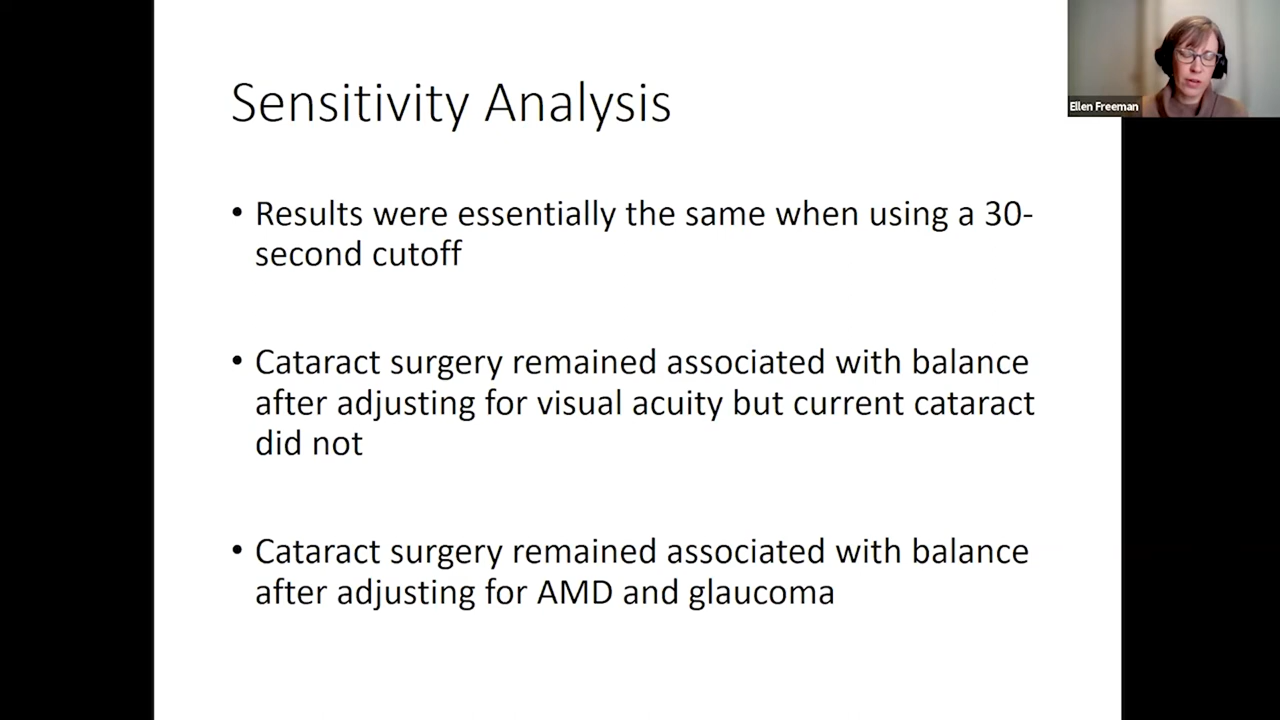 Sensitivity Analysis
Ellen Freeman
• Results were essentially the same when using a 30-
second cutoff
• Cataract surgery remained associated with balance
after adjusting for visual acuity but current cataract
did not
• Cataract surgery remained associated with balance
after adjusting for AMD and glaucoma